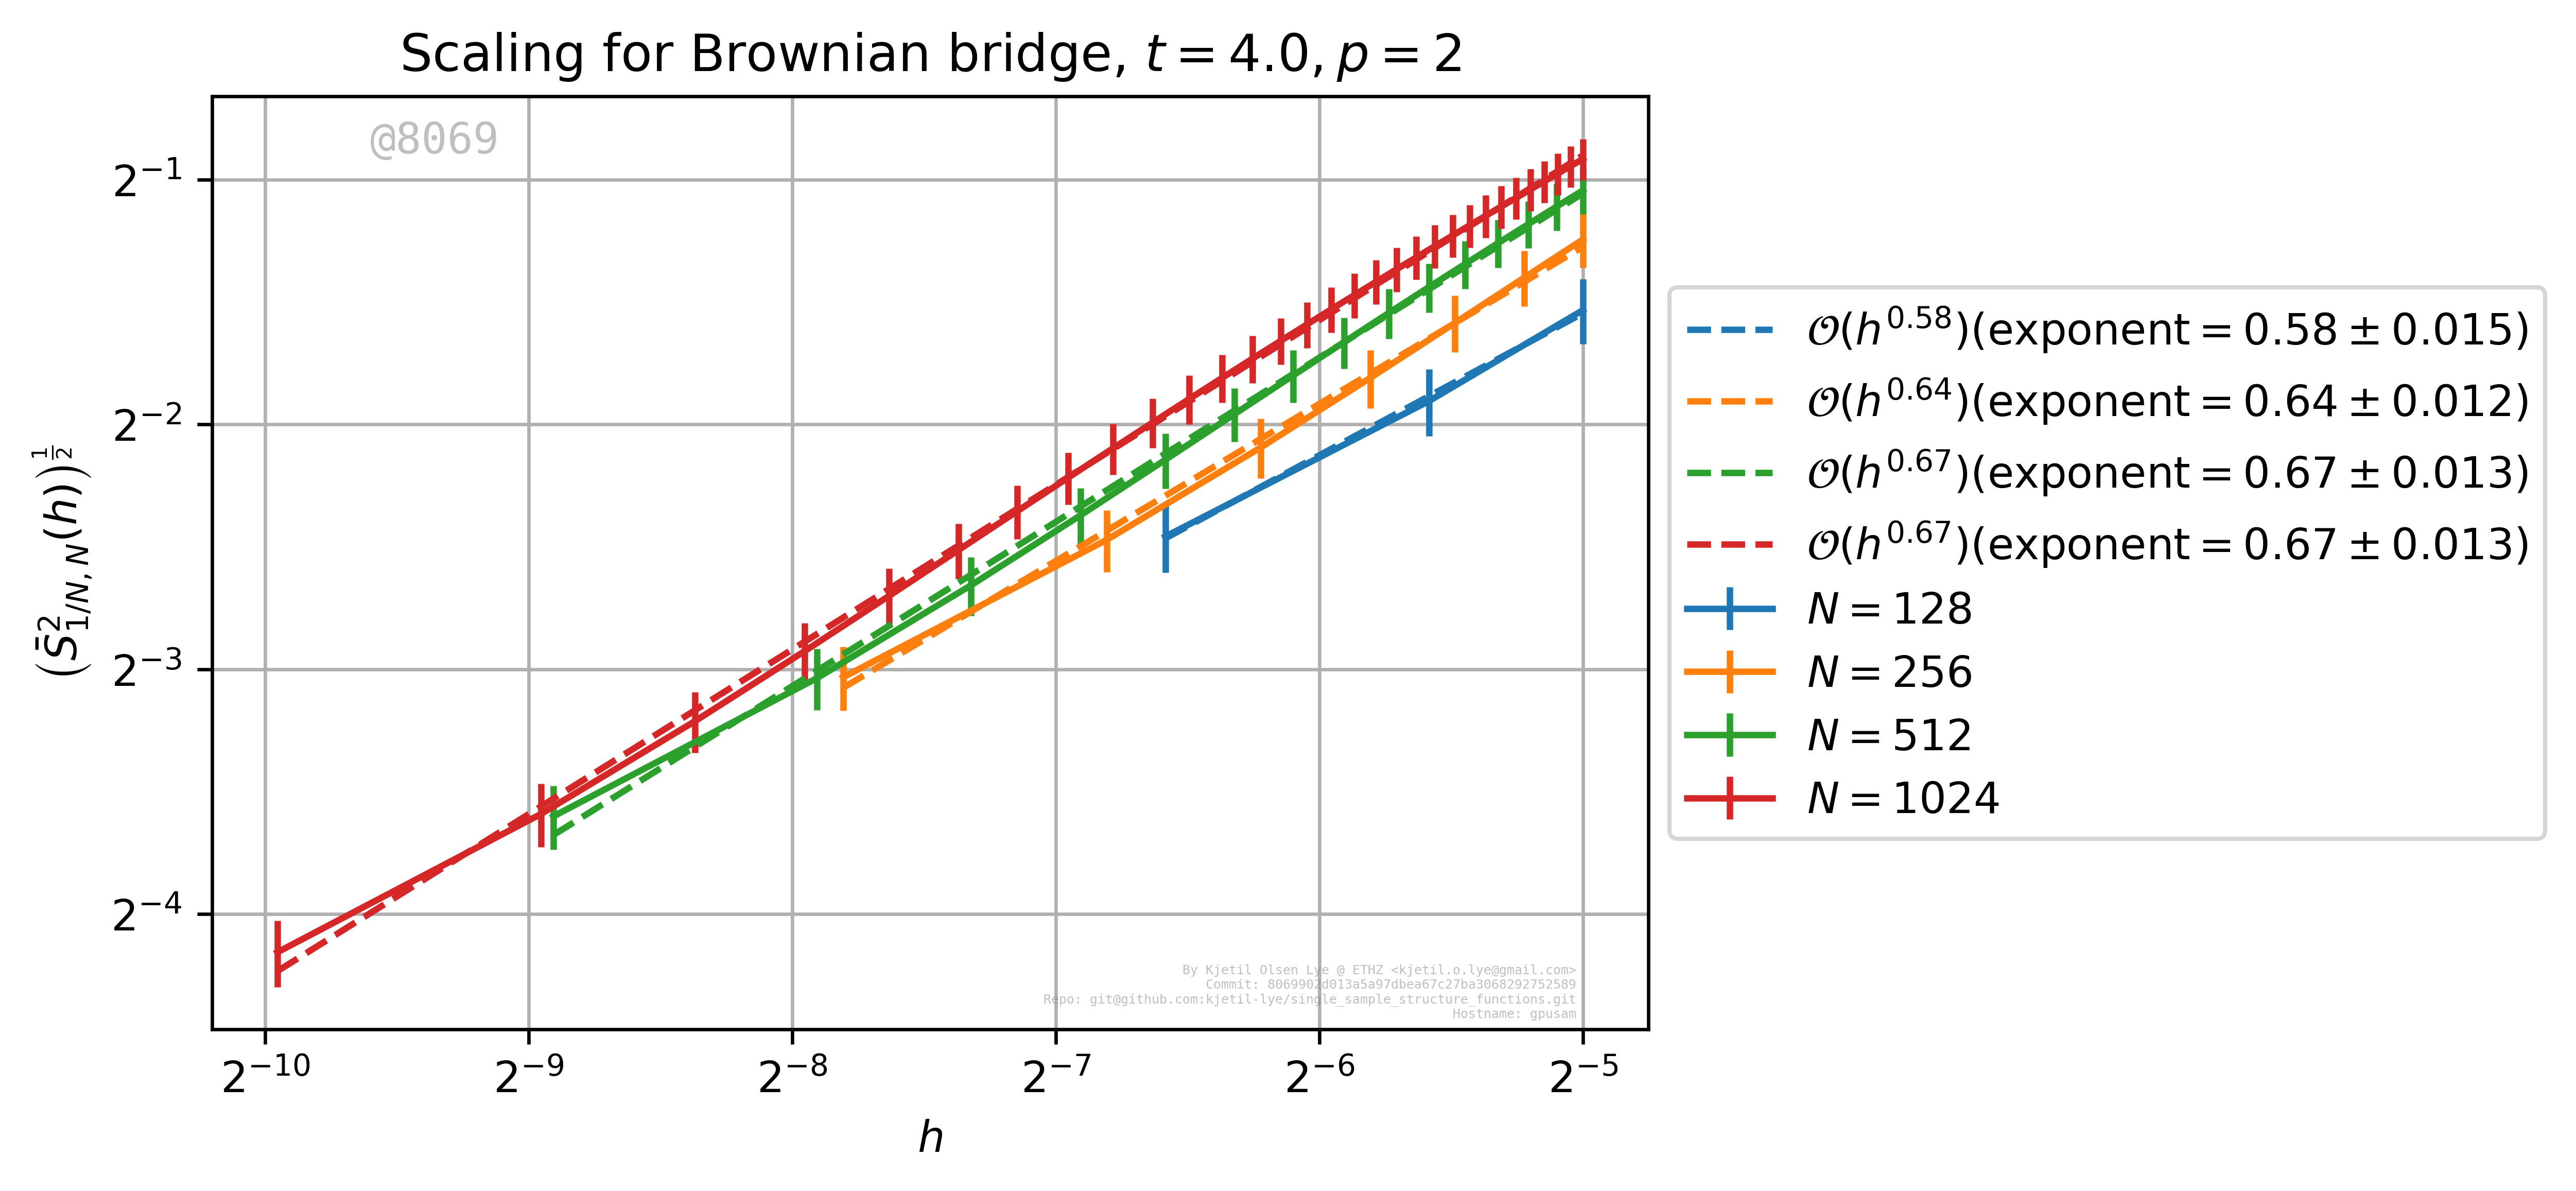 Scaling for Brownian bridge, t = 4.0, p = 2
@8069
2⁻¹
2⁻²
2⁻³
2⁻⁴
(S̄²_{1/N,N}(h))^{1/2}
2⁻¹⁰ 2⁻⁹ 2⁻⁸ 2⁻⁷ 2⁻⁶ 2⁻⁵
h
By Kjetil Olsen Lye @ ETHZ <kjetil.o.lye@gmail.com>
Commit: 8069902d013a5a97dbea67c27ba3068292752589
Repo: git@github.com:kjetil-lye/single_sample_structure_functions.git
Hostname: gpusam
𝒪(h^{0.58})(exponent = 0.58 ± 0.015)
𝒪(h^{0.64})(exponent = 0.64 ± 0.012)
𝒪(h^{0.67})(exponent = 0.67 ± 0.013)
𝒪(h^{0.67})(exponent = 0.67 ± 0.013)
N = 128
N = 256
N = 512
N = 1024